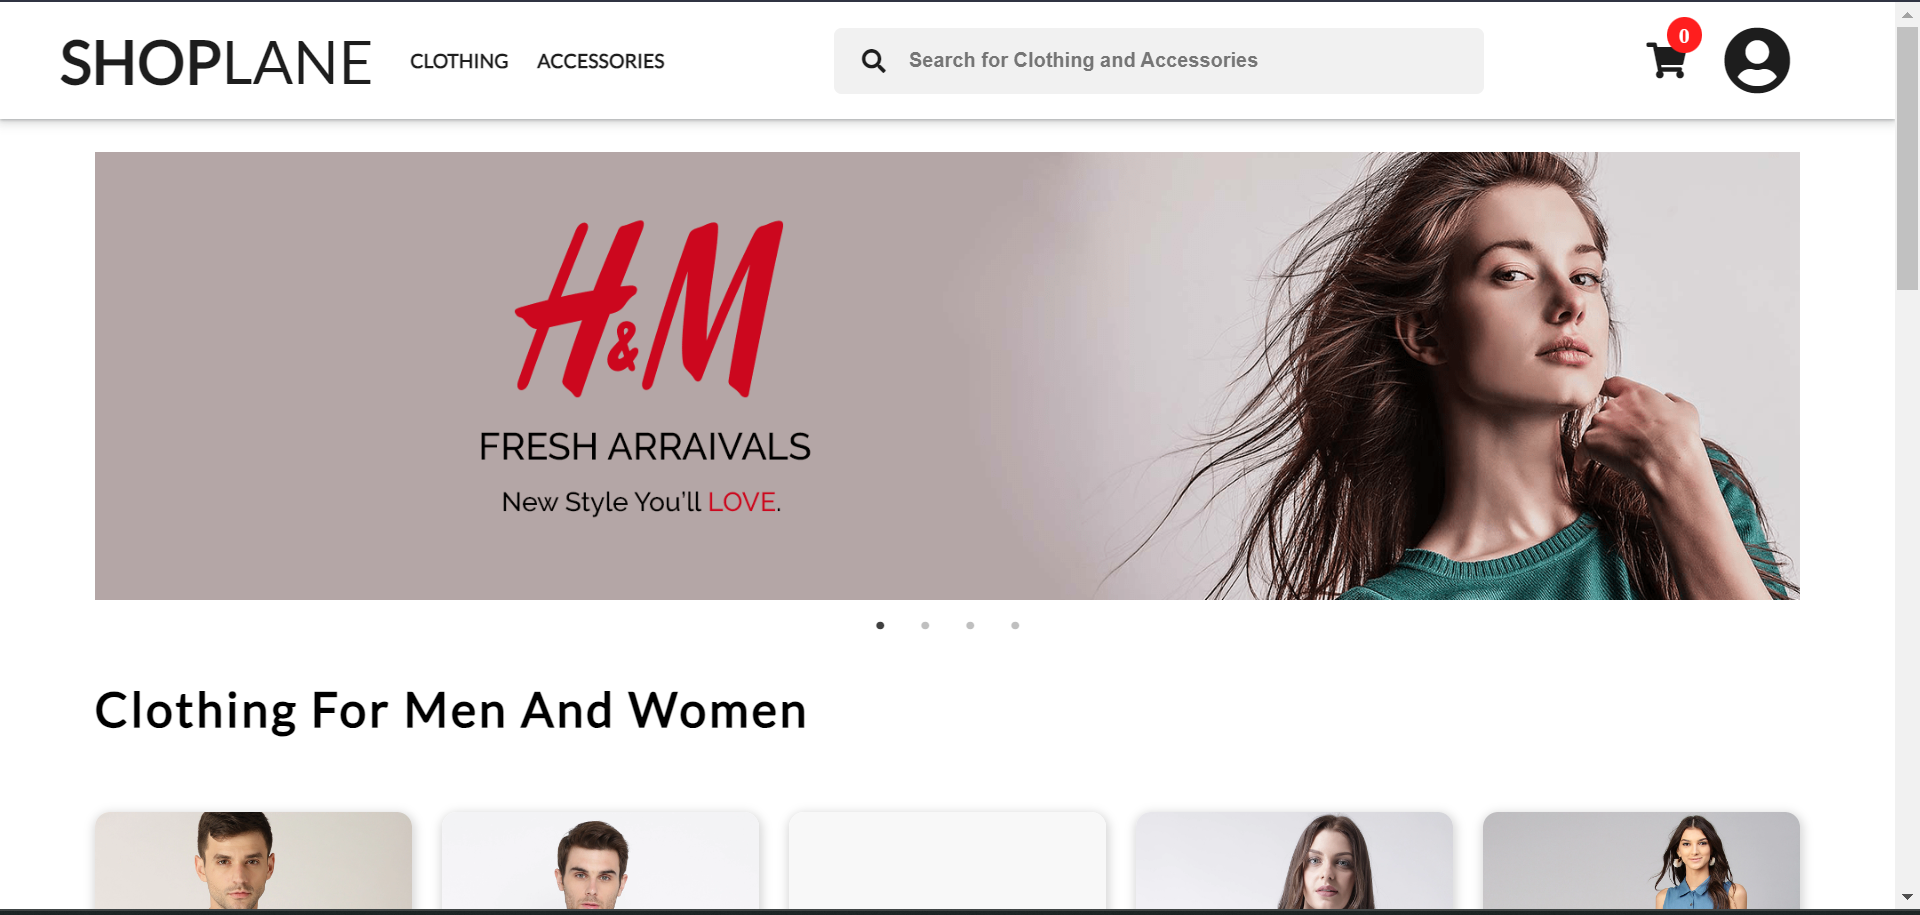 SHOPLANE
CLOTHING
ACCESSORIES
Search for Clothing and Accessories
0
H&M
FRESH ARRAIVALS
New Style You'll LOVE.
Clothing For Men And Women